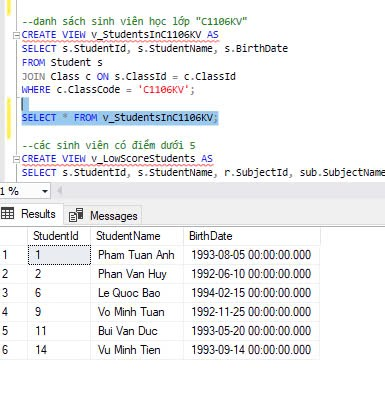 --danh sách sinh viên học lớp "C1106KV"
CREATE VIEW v_StudentsInC1106KV AS
SELECT s.StudentId, s.StudentName, s.BirthDate
FROM Student s
JOIN Class c ON s.ClassId = c.ClassId
WHERE c.ClassCode = 'C1106KV';
SELECT * FROM v_StudentsInC1106KV;
--các sinh viên có điểm dưới 5
CREATE VIEW v_LowScoreStudents AS
SELECT s.StudentId, s.StudentName, r.SubjectId, sub.SubjectName
1 %
Results Messages
StudentId StudentName BirthDate
1 1 Pham Tuan Anh 1993-08-05 00:00:00.000
2 2 Phan Van Huy 1992-06-10 00:00:00.000
3 6 Le Quoc Bao 1994-02-15 00:00:00.000
4 9 Vo Minh Tuan 1992-11-25 00:00:00.000
5 11 Bui Van Duc 1993-05-20 00:00:00.000
6 14 Vu Minh Tien 1993-09-14 00:00:00.000